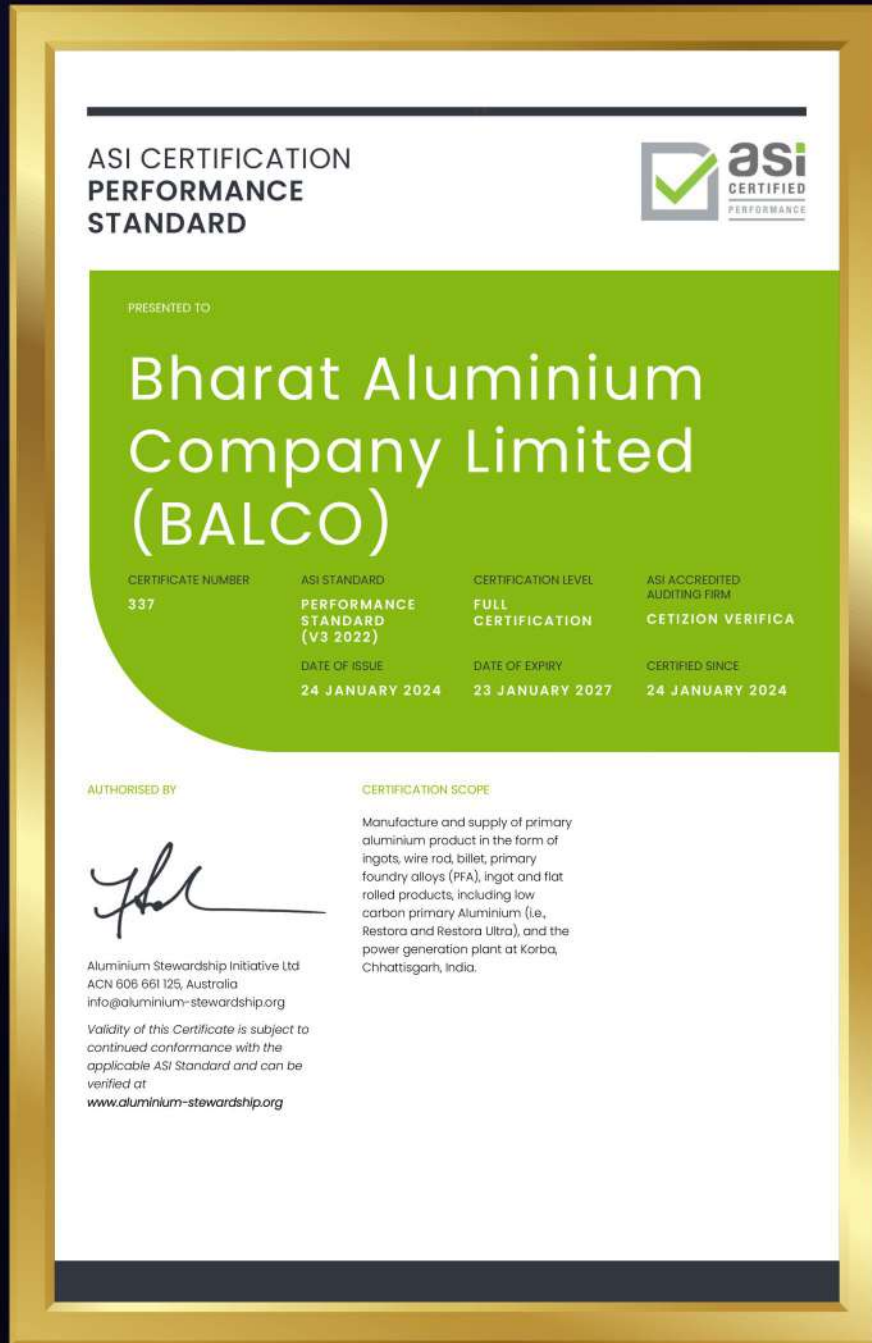 ASI CERTIFICATION
PERFORMANCE
STANDARD
asi
CERTIFIED
PERFORMANCE
PRESENTED TO
Bharat Aluminium
Company Limited
(BALCO)
CERTIFICATE NUMBER
337
ASI STANDARD
PERFORMANCE
STANDARD
(V3 2022)
CERTIFICATION LEVEL
FULL
CERTIFICATION
ASI ACCREDITED
AUDITING FIRM
CETIZION VERIFICA
DATE OF ISSUE
24 JANUARY 2024
DATE OF EXPIRY
23 JANUARY 2027
CERTIFIED SINCE
24 JANUARY 2024
AUTHORISED BY
Aluminium Stewardship Initiative Ltd
ACN 606 661 125, Australia
info@aluminium-stewardship.org
Validity of this Certificate is subject to
continued conformance with the
applicable ASI Standard and can be
verified at
www.aluminium-stewardship.org
CERTIFICATION SCOPE
Manufacture and supply of primary
aluminium product in the form of
ingots, wire rod, billet, primary
foundry alloys (PFA), ingot and flat
rolled products, including low
carbon primary Aluminium (i.e.,
Restora and Restora Ultra), and the
power generation plant at Korba,
Chhattisgarh, India.